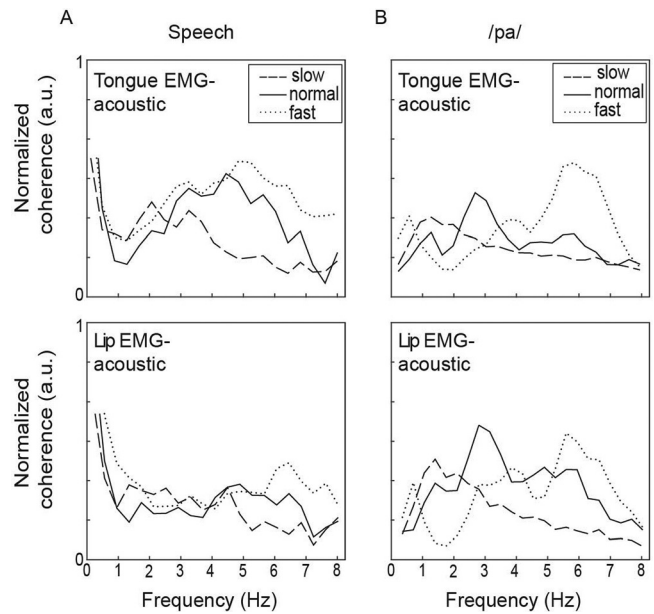 A
B
Speech
/pa/
Tongue EMG-
acoustic
slow
normal
fast
Tongue EMG-
acoustic
slow
normal
fast
Normalized
coherence (a.u.)
1
0
Lip EMG-
acoustic
Lip EMG-
acoustic
Normalized
coherence (a.u.)
1
0
0 1 2 3 4 5 6 7 8
0 1 2 3 4 5 6 7 8
Frequency (Hz)
Frequency (Hz)